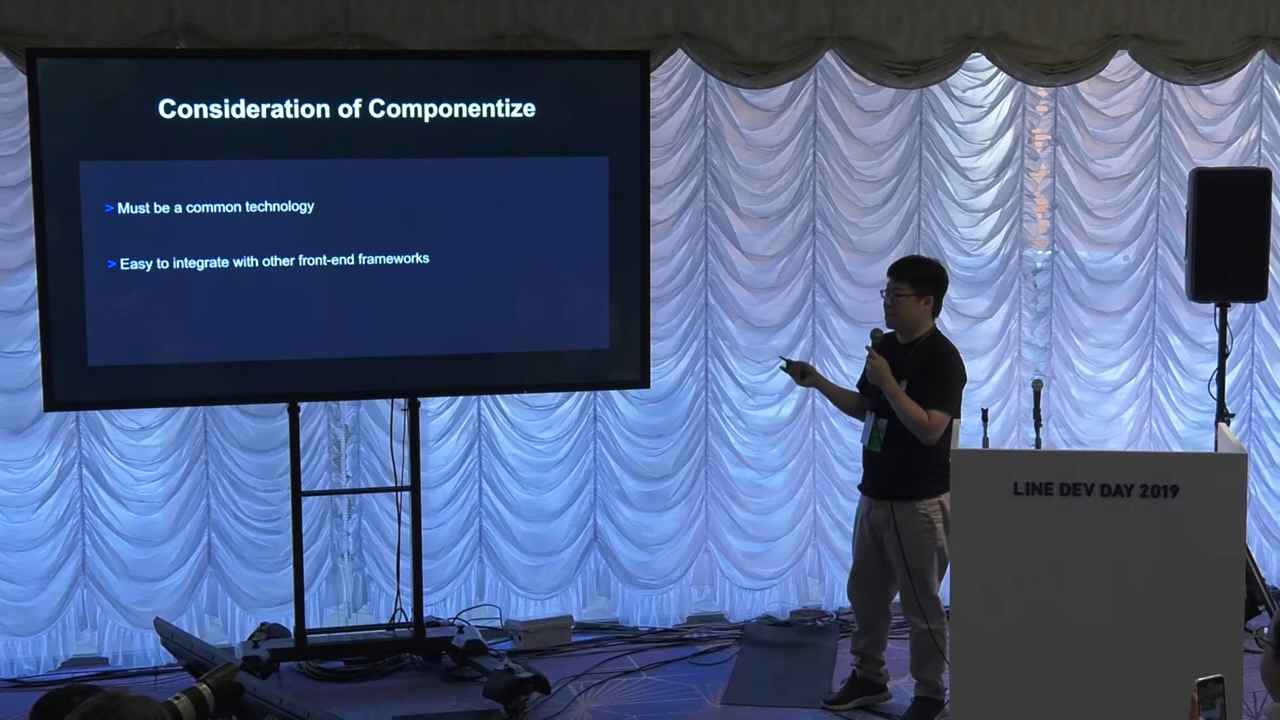 Consideration of Componentize
> Must be a common technology
> Easy to integrate with other front-end frameworks
LINE DEV DAY 2019